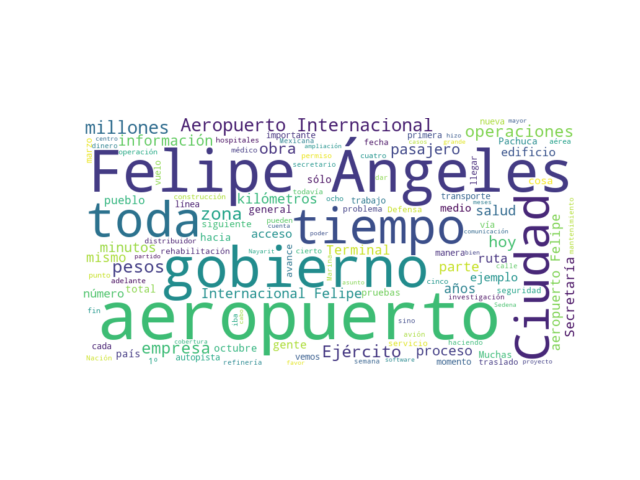 nueva mayor
millones Aeropuerto Internacional operaciones
centro hospitales Mexicana importante primera hizo
dinero información ampliación fecha casos grande Pachuca aérea
marzo operación médico obra permiso cuatro pasajero edificio
vuelo secretario sólo dar llegar cosa
Felipe Ángeles
construcción todavía
pueblo kilómetros ocho trabajo transporte
toda zona general problema Defensa medio salud
siguiente pueden tiempo meses vía
acceso cuenta comunicación hoy
minutos distribuidor hacia Nayarit cierto manera bien
mismo rehabilitación avance Terminal parte ruta calle
pesos partido gobierno Marina asunto cinco ejemplo
punto adelante pruebas años seguridad
número total línea Internacional Felipe investigación
fin iba cabo sino Sedena
aeropuerto
Ciudad
aeropuerto Felipe
Secretaría
mantenimiento
cada empresa cobertura octubre gente Ejército avión servicio proceso haciendo Muchas
país autopista vemos semana momento traslado
Nación 1º refinería favor software proyecto
poder